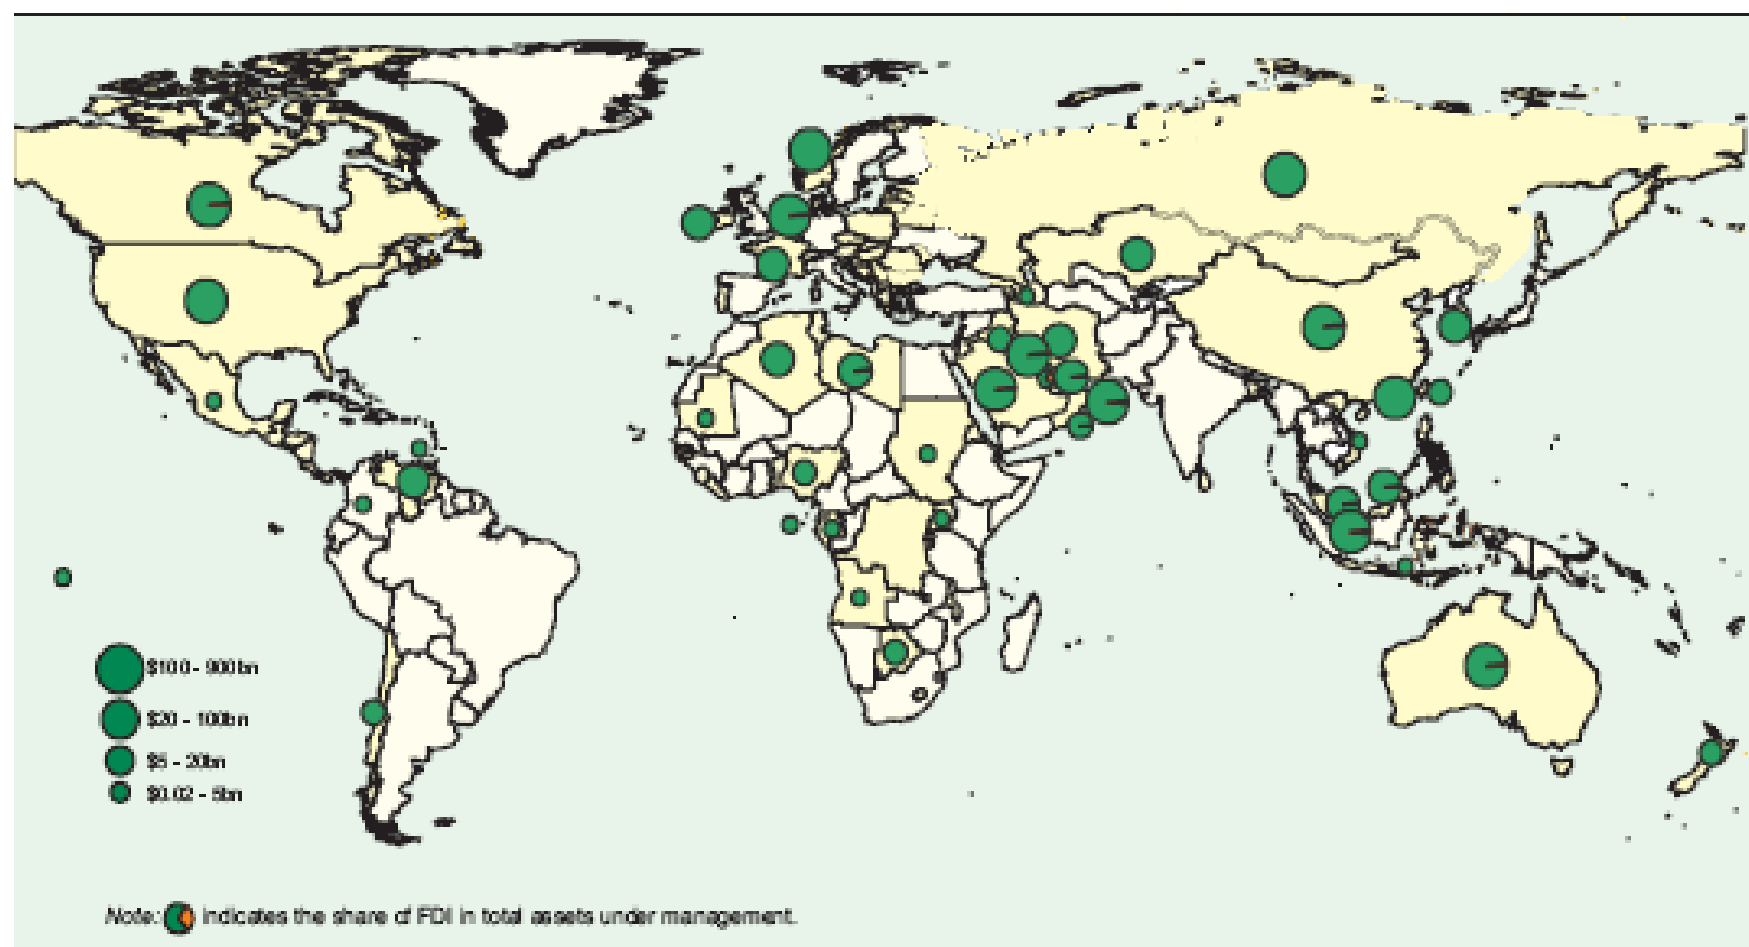 $100 - 900bn
$20 - 100bn
$5 - 20bn
$0.02 - 5bn
Note: indicates the share of FDI in total assets under management.